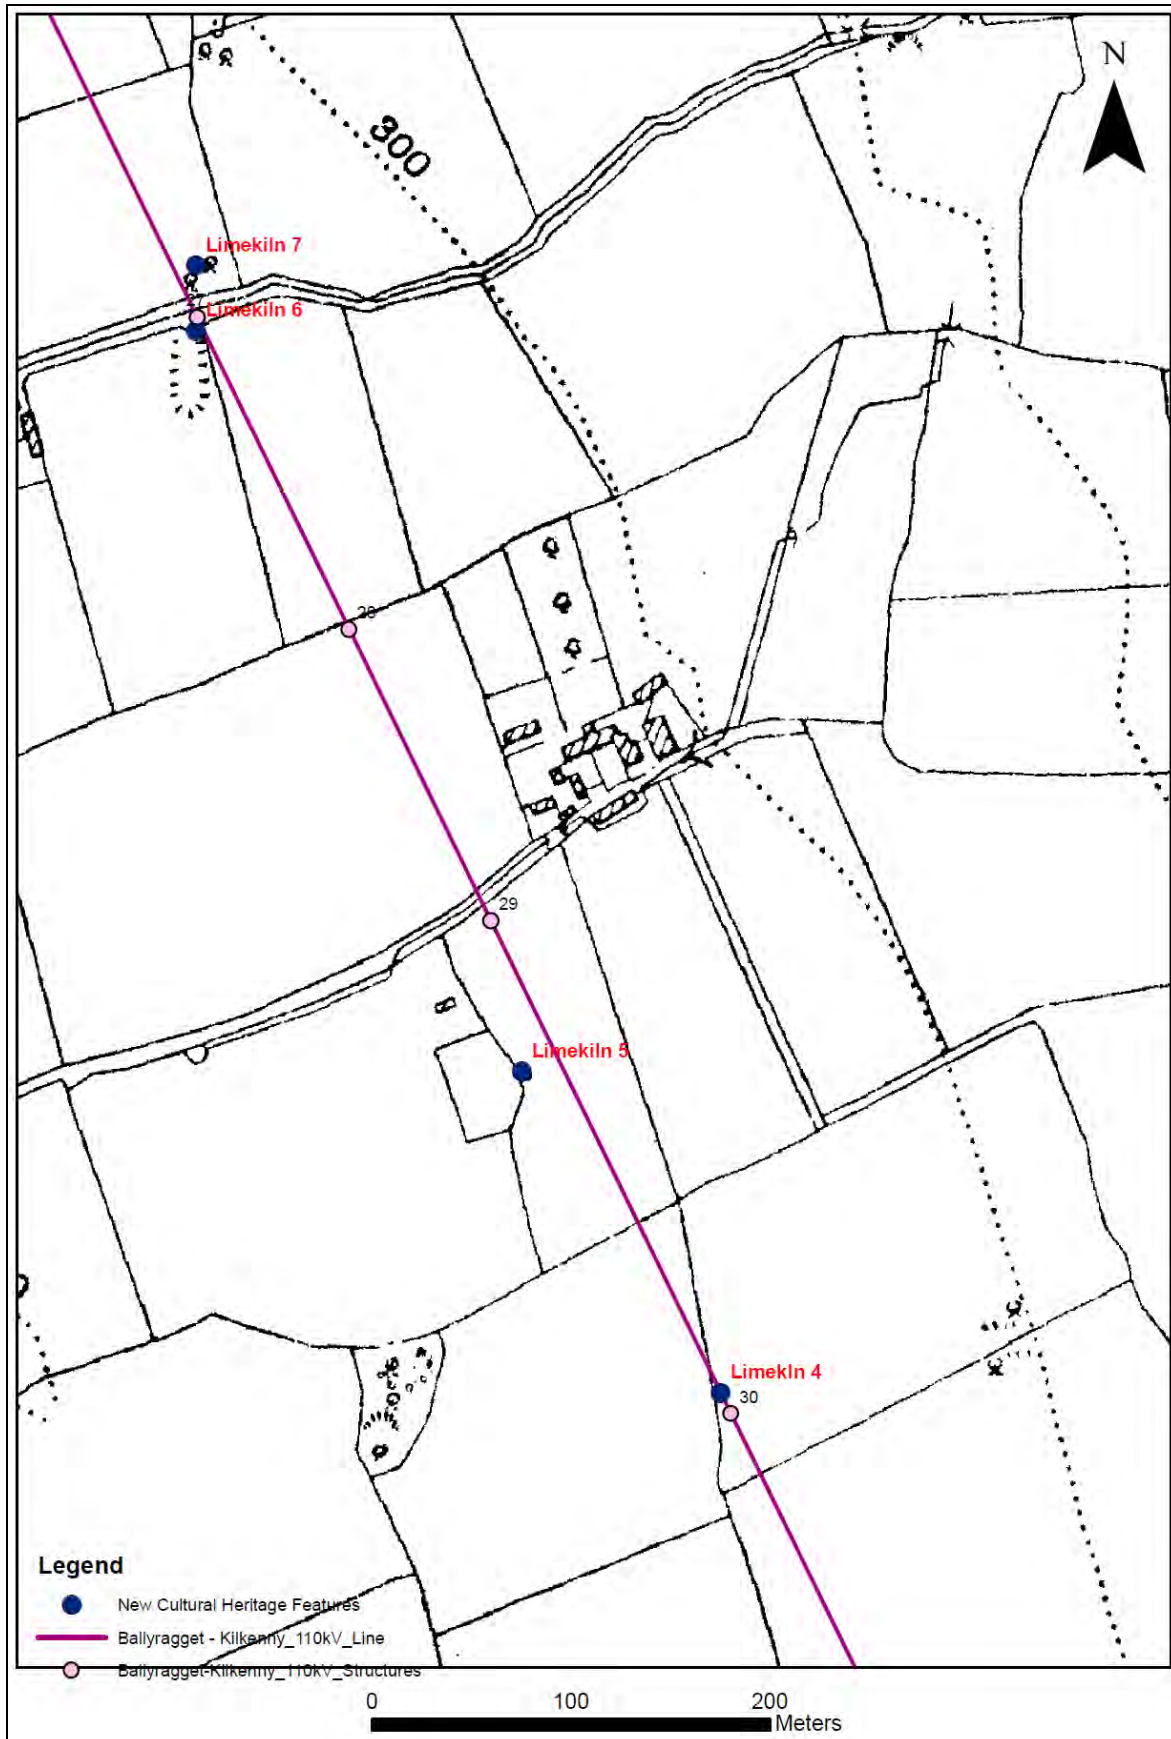 N
300
Limekiln 7
Limekiln 6
29
Limekiln 5
Limekln 4
30
Legend
New Cultural Heritage Features
Ballyragget - Kilkenny_110kV_Line
Ballyragget-Kilkenny_110kV_Structures
0 100 200
Meters